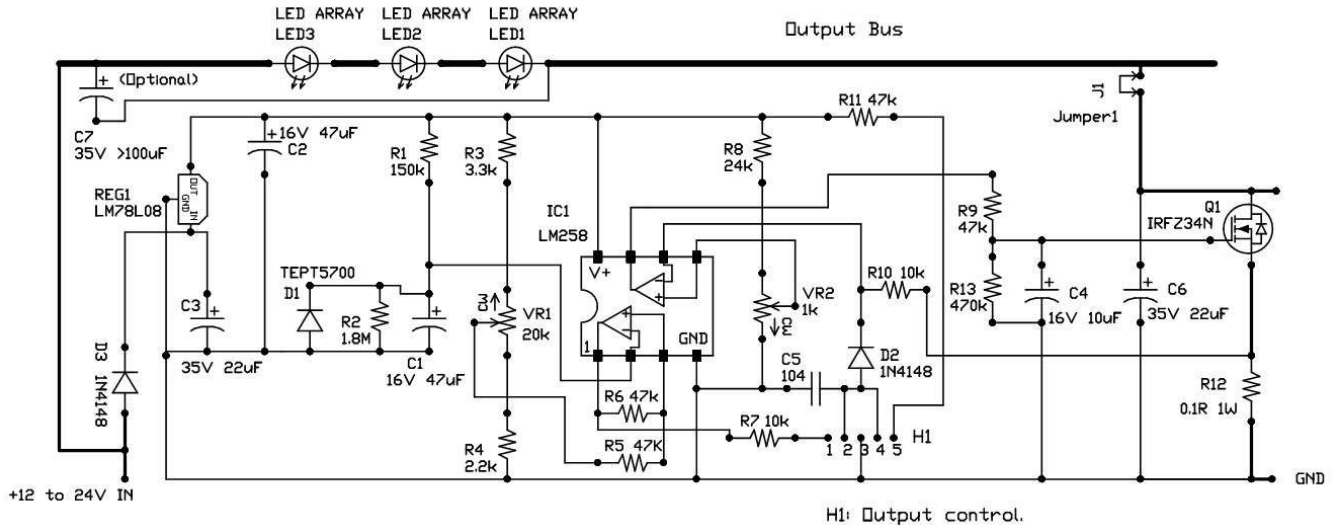 LED ARRAY LED ARRAY LED ARRAY
LED3 LED2 LED1
Output Bus
+ (Optional)
C7
35V >100uF
+16V 47uF
C2
R1
150k
R3
3.3k
R11 47k
R8
24k
J1
Jumper1
REG1
LM78L08
OUT
GND
IN
IC1
LM258
V+
GND
1
R9
47k
Q1
IRFZ34N
TEPT5700
D1
R2
1.8M
+
C1
16V 47uF
CW
VR1
20k
VR2
1k
CW
R10 10k
R13
470k
+
C4
16V 10uF
+
C6
35V 22uF
C3
+
35V 22uF
D3
1N4148
C5
104
D2
1N4148
R12
0.1R 1W
R6 47k
R7 10k
R5 47K
R4
2.2k
1 2 3 4 5
H1
+12 to 24V IN
GND
H1: Output control.